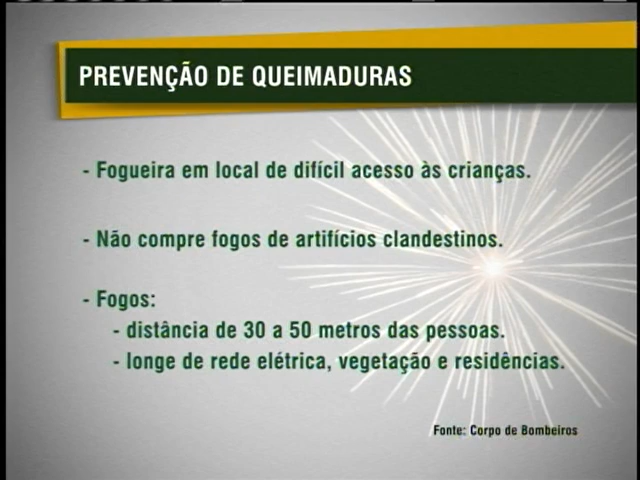 PREVENÇÃO DE QUEIMADURAS
- Fogueira em local de difícil acesso às crianças.
- Não compre fogos de artifícios clandestinos.
- Fogos:
- distância de 30 a 50 metros das pessoas.
- longe de rede elétrica, vegetação e residências.
Fonte: Corpo de Bombeiros